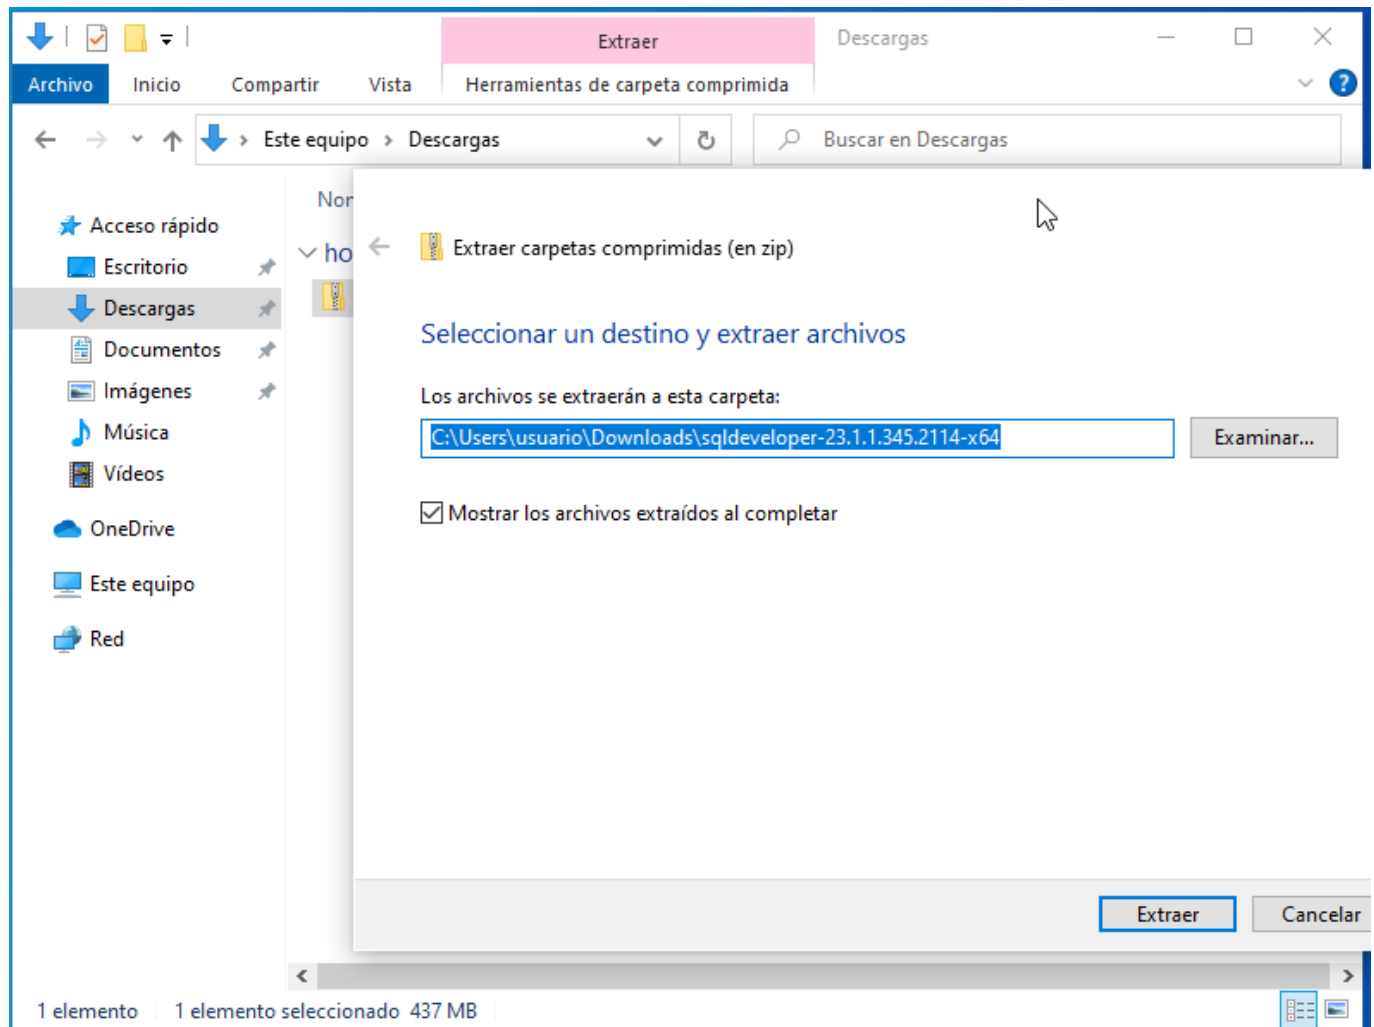 Extraer
Descargas
Archivo Inicio Compartir Vista Herramientas de carpeta comprimida
Este equipo > Descargas
Buscar en Descargas
Acceso rápido
Escritorio
Descargas
Documentos
Imágenes
Música
Vídeos
OneDrive
Este equipo
Red
Extraer carpetas comprimidas (en zip)
Seleccionar un destino y extraer archivos
Los archivos se extraerán a esta carpeta:
C:\Users\usuario\Downloads\sqldeveloper-23.1.1.345.2114-x64
Examinar...
Mostrar los archivos extraídos al completar
Extraer Cancelar
1 elemento 1 elemento seleccionado 437 MB